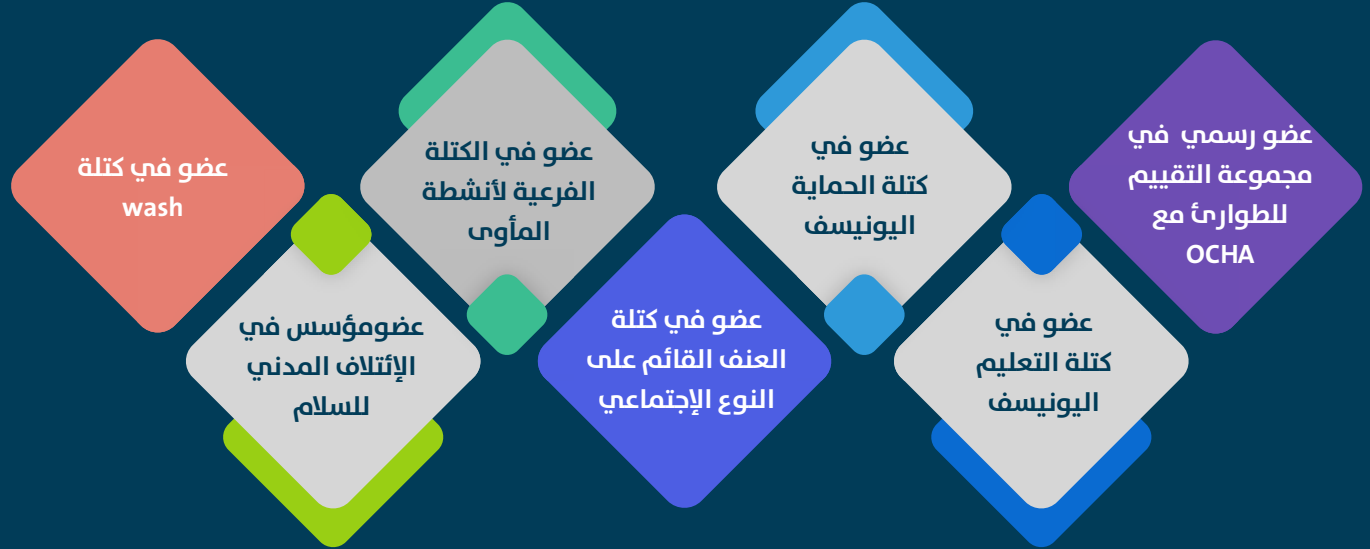 عضو رسمي في
مجموعة التقييم
للطوارئ مع
OCHA
عضو في
كتلة التعليم
اليونيسف
عضو في
كتلة الحماية
اليونيسف
عضو في كتلة
العنف القائم على
النوع الإجتماعي
عضو في الكتلة
الفرعية لأنشطة
المأوى
عضومؤسس في
الإئتلاف المدني
للسلام
عضو في كتلة
wash